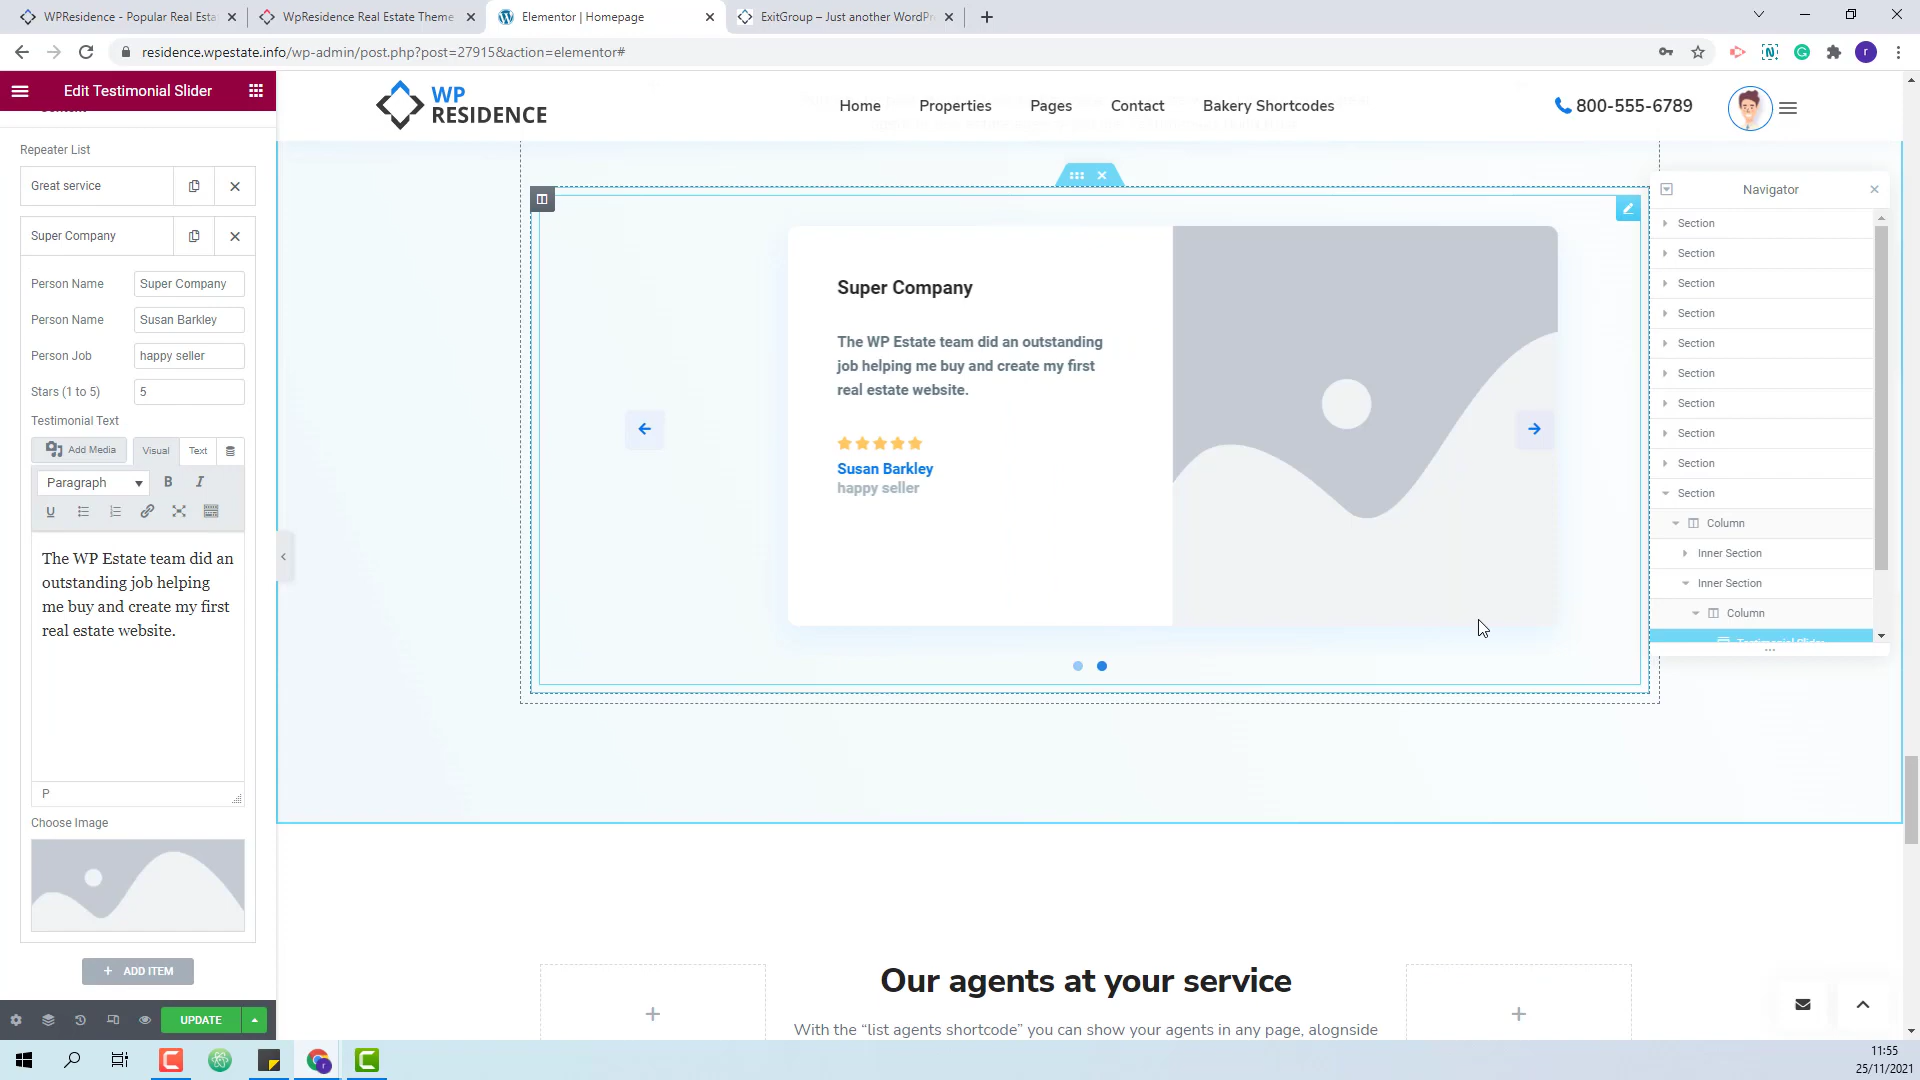 WPResidence - Popular Real Esta
WpResidence Real Estate Theme
Elementor | Homepage
ExitGroup – Just another WordPr
residence.wpestate.info/wp-admin/post.php?post=27915&action=elementor#
Edit Testimonial Slider
Repeater List
Great service
Super Company
Person Name
Super Company
Person Name
Susan Barkley
Person Job
happy seller
Stars (1 to 5)
5
Testimonial Text
Add Media
Visual
Text
Paragraph
B
I
U
The WP Estate team did an
outstanding job helping
me buy and create my first
real estate website.
P
Choose Image
+ ADD ITEM
UPDATE
WP
RESIDENCE
Home
Properties
Pages
Contact
Bakery Shortcodes
800-555-6789
Super Company
The WP Estate team did an outstanding
job helping me buy and create my first
real estate website.
Susan Barkley
happy seller
Our agents at your service
With the “list agents shortcode” you can show your agents in any page, alognside
Navigator
Section
Section
Section
Section
Section
Section
Section
Section
Section
Section
Column
Inner Section
Inner Section
Column
Testimonial Slider
11:55
25/11/2021